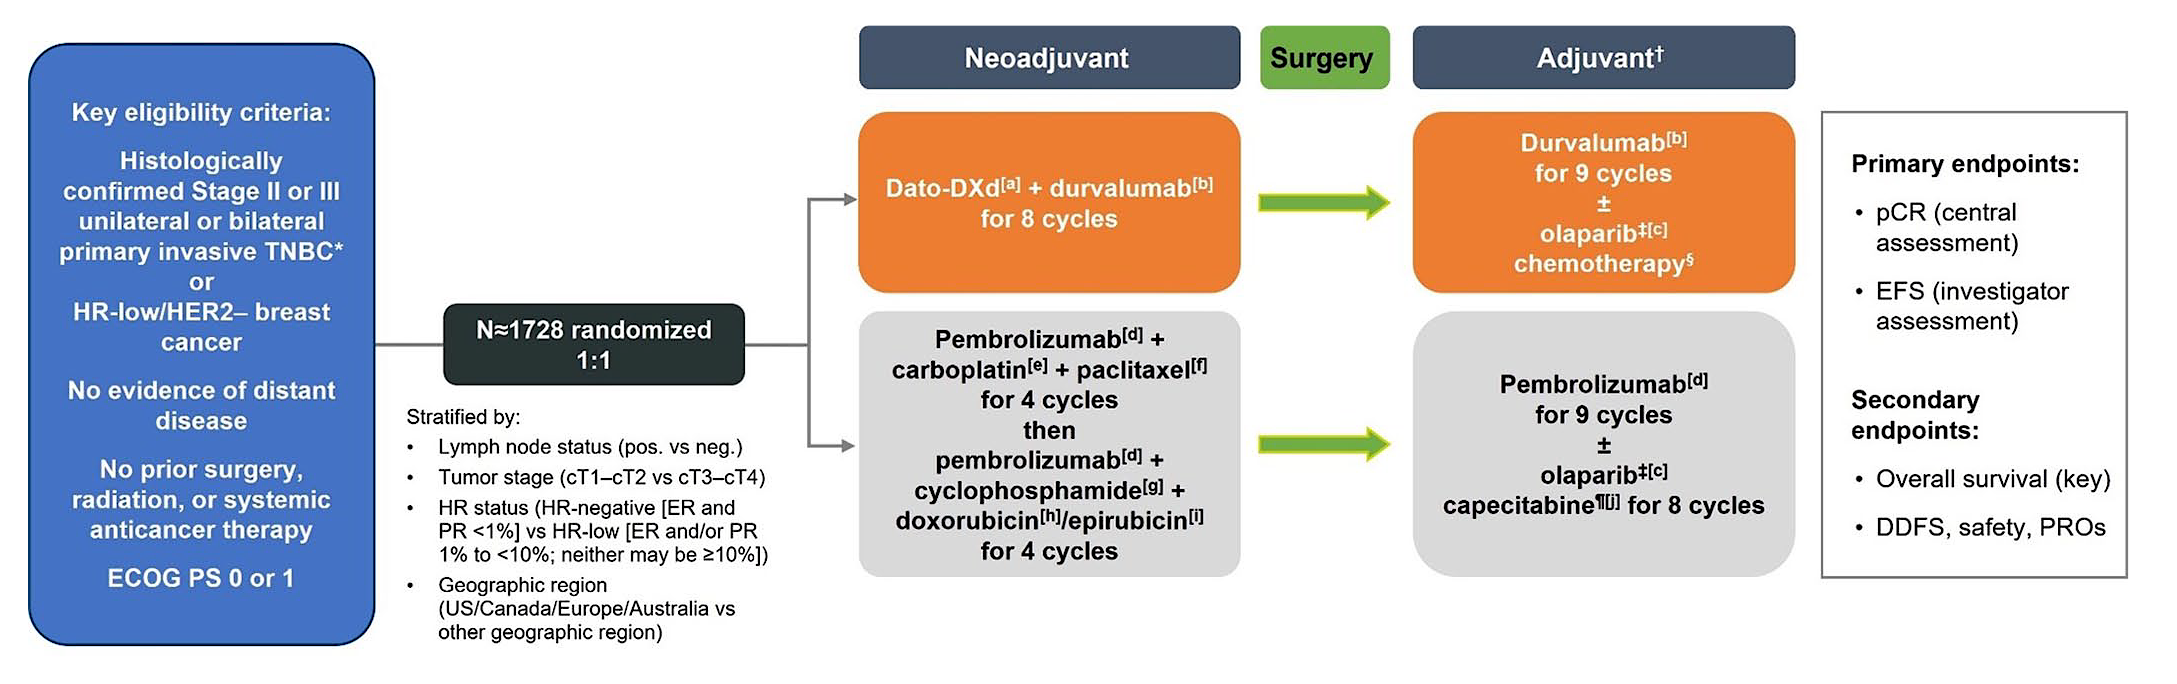 Key eligibility criteria:
Histologically
confirmed Stage II or III
unilateral or bilateral
primary invasive TNBC*
or
HR-low/HER2– breast
cancer
No evidence of distant
disease
No prior surgery,
radiation, or systemic
anticancer therapy
ECOG PS 0 or 1
N≈1728 randomized
1:1
Stratified by:
• Lymph node status (pos. vs neg.)
• Tumor stage (cT1–cT2 vs cT3–cT4)
• HR status (HR-negative [ER and
PR <1%] vs HR-low [ER and/or PR
1% to <10%; neither may be ≥10%])
• Geographic region
(US/Canada/Europe/Australia vs
other geographic region)
Neoadjuvant
Dato-DXd[a] + durvalumab[b]
for 8 cycles
Pembrolizumab[d] +
carboplatin[e] + paclitaxel[f]
for 4 cycles
then
pembrolizumab[d] +
cyclophosphamide[g] +
doxorubicin[h]/epirubicin[i]
for 4 cycles
Surgery
Adjuvant†
Durvalumab[b]
for 9 cycles
±
olaparib‡[c]
chemotherapy§
Pembrolizumab[d]
for 9 cycles
±
olaparib‡[c]
capecitabine¶[j] for 8 cycles
Primary endpoints:
• pCR (central
assessment)
• EFS (investigator
assessment)
Secondary
endpoints:
• Overall survival (key)
• DDFS, safety, PROs